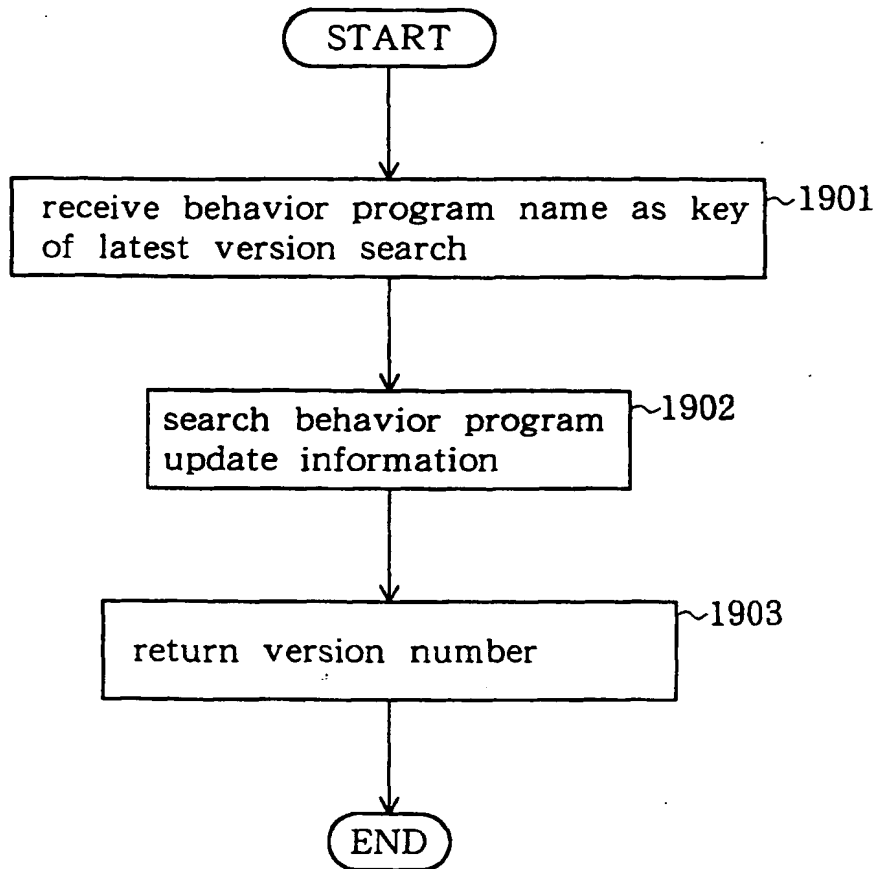 START
receive behavior program name as key
of latest version search
1901
search behavior program
update information
1902
return version number
1903
END